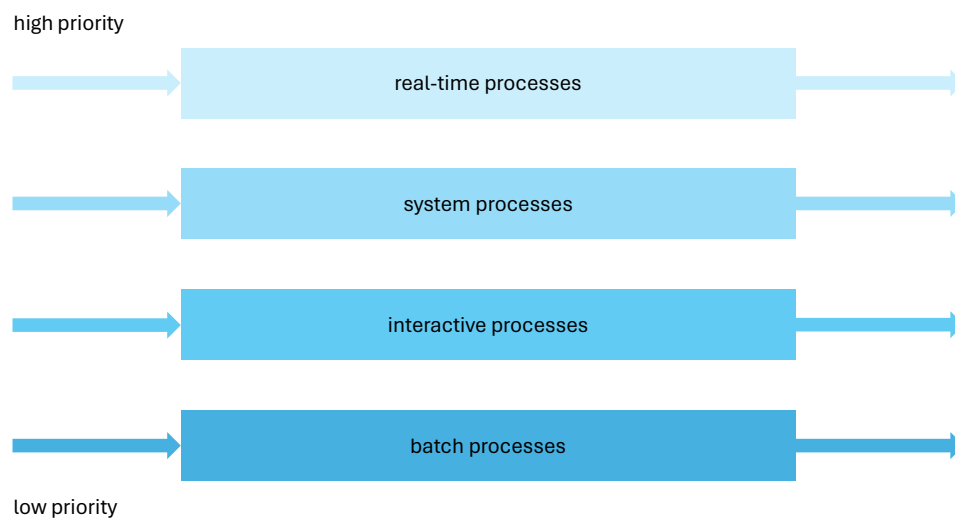 high priority
real-time processes
system processes
interactive processes
batch processes
low priority